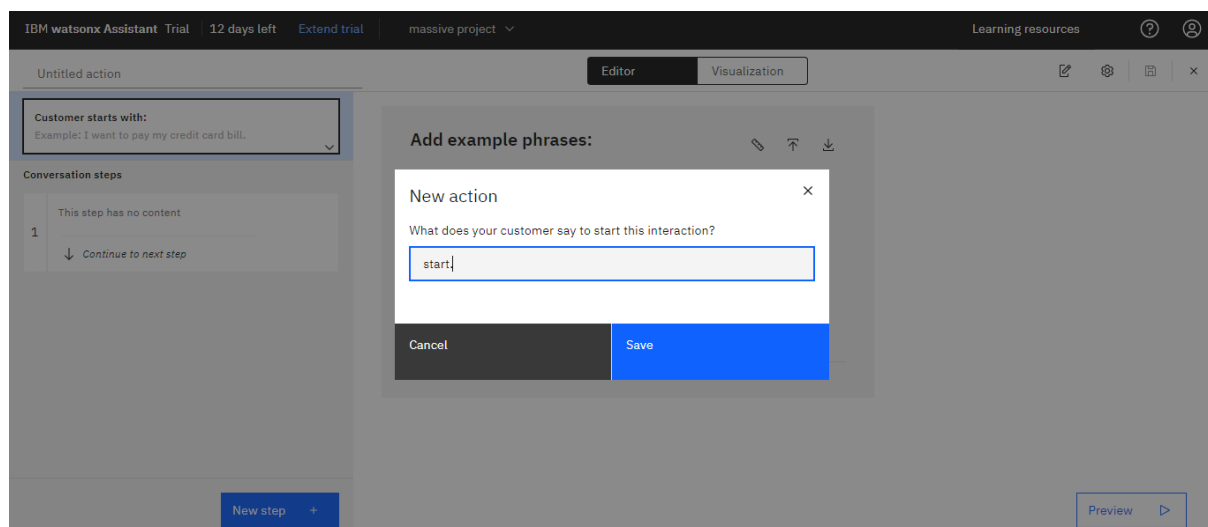 IBM watsonx Assistant Trial 12 days left Extend trial massive project Learning resources
Untitled action Editor Visualization
Customer starts with:
Example: I want to pay my credit card bill.
Add example phrases:
Conversation steps
New action
What does your customer say to start this interaction?
This step has no content
1
Continue to next step
start.
Cancel Save
New step + Preview